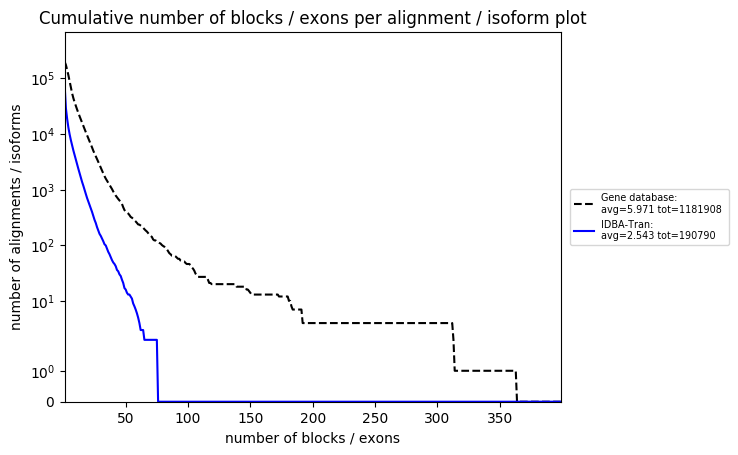 Cumulative number of blocks / exons per alignment / isoform plot
number of alignments / isoforms
10^5
10^4
10^3
10^2
10^1
10^0
0
50
100
150
200
250
300
350
number of blocks / exons
Gene database:
avg=5.971 tot=1181908
IDBA-Tran:
avg=2.543 tot=190790